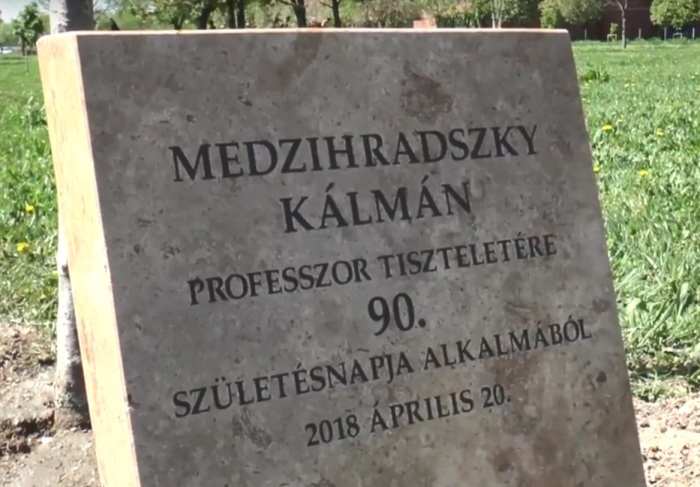 MEDZIHRADSZKY
KÁLMÁN
PROFESSZOR TISZTELETÉRE
90.
SZÜLETÉSNAPJA ALKALMÁBÓL
2018 ÁPRILIS 20.